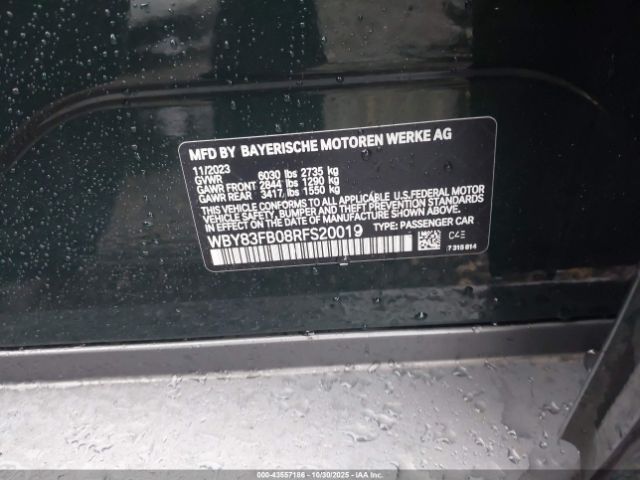 MFD BY BAYERISCHE MOTOREN WERKE AG
11/2023
GVWR 6030 lbs 2735 kg
GAWR FRONT 2844 lbs 1290 kg
GAWR REAR 3417 lbs 1550 kg
THIS VEHICLE CONFORMS TO ALL APPLICABLE U.S.FEDERAL MOTOR
VEHICLE SAFETY, BUMPER, AND THEFT PREVENTION STANDARDS
IN EFFECT ON THE DATE OF MANUFACTURE SHOWN ABOVE.
WBY83FB08RFS20019 TYPE: PASSENGER CAR
C4E
7 318 814
000-43557186 • 10/30/2025 • IAAI, Inc.